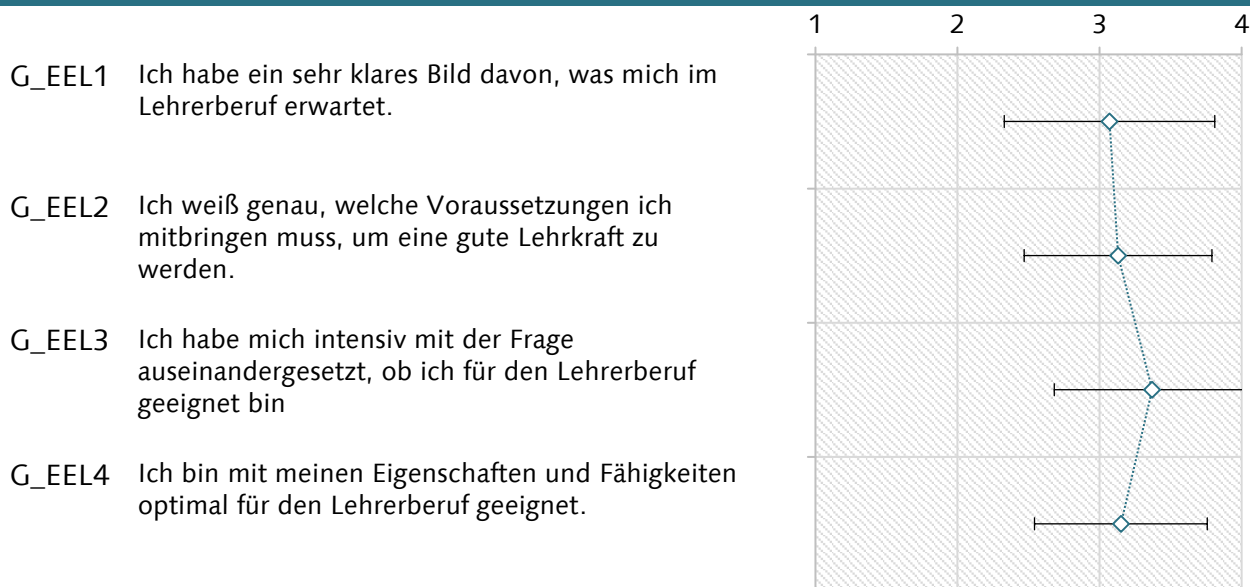 1 2 3 4
G_EEL1 Ich habe ein sehr klares Bild davon, was mich im
Lehrerberuf erwartet.
G_EEL2 Ich weiß genau, welche Voraussetzungen ich
mitbringen muss, um eine gute Lehrkraft zu
werden.
G_EEL3 Ich habe mich intensiv mit der Frage
auseinandergesetzt, ob ich für den Lehrerberuf
geeignet bin
G_EEL4 Ich bin mit meinen Eigenschaften und Fähigkeiten
optimal für den Lehrerberuf geeignet.